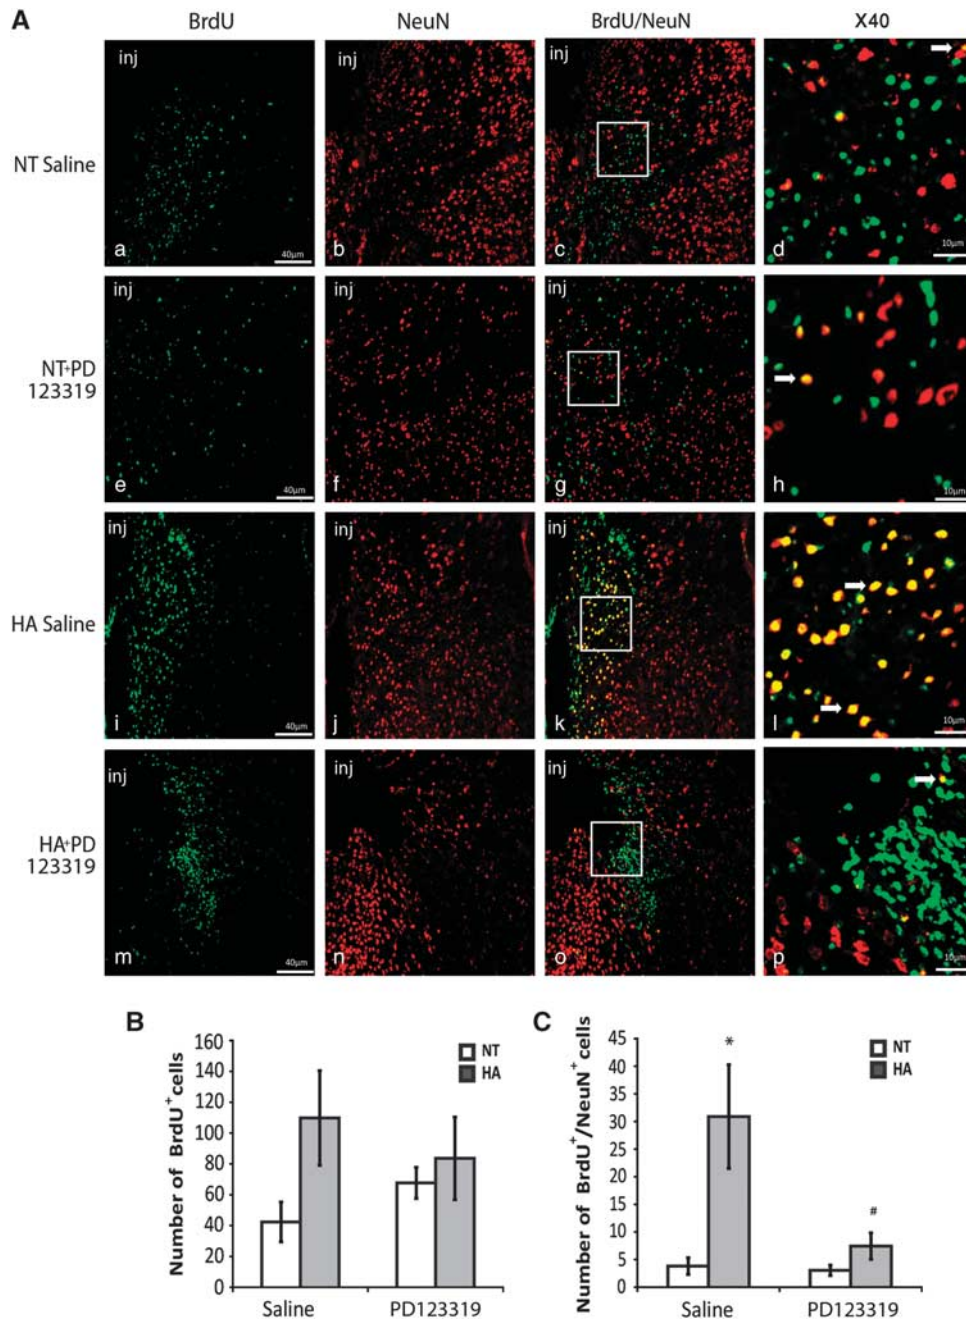 A
BrdU NeuN BrdU/NeuN X40
NT Saline
inj inj inj
a b c d
40µm 10µm
NT+PD
123319
inj inj inj
e f g h
40µm 10µm
HA Saline
inj inj inj
i j k l
40µm 10µm
HA+PD
123319
inj inj inj
m n o p
40µm 10µm
B
Number of BrdU+cells
160
140
120
100
80
60
40
20
0
NT
HA
Saline PD123319
C
Number of BrdU+/NeuN+ cells
45
40
35
30
25
20
15
10
5
0
*
#
NT
HA
Saline PD123319